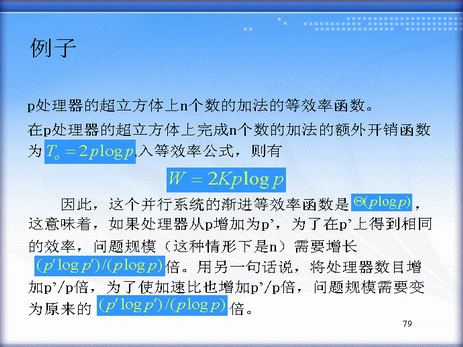 例子
p处理器的超立方体上n个数的加法的等效率函数。
在p处理器的超立方体上完成n个数的加法的额外开销函数
为 T₀ = 2p log p 入等效率公式，则有
W = 2Kp log p
因此，这个并行系统的渐进等效率函数是 Θ(p log p)，
这意味着，如果处理器从p增加为p’，为了在p’上得到相同
的效率，问题规模（这种情形下是n）需要增长
(p′ log p′)/(p log p) 倍。用另一句话说，将处理器数目增
加p’/p倍，为了使加速比也增加p’/p倍，问题规模需要变
为原来的 (p′ log p′)/(p log p) 倍。
79